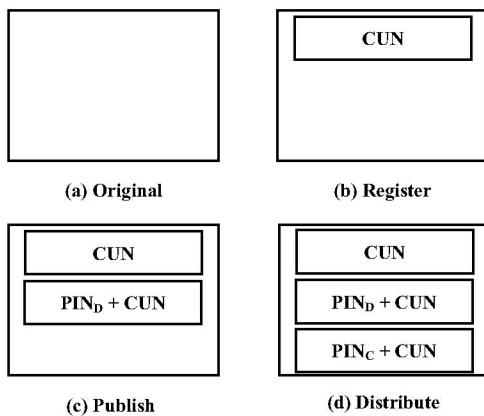 CUN
(a) Original
(b) Register
CUN
PIN_D + CUN
(c) Publish
CUN
PIN_D + CUN
PIN_C + CUN
(d) Distribute